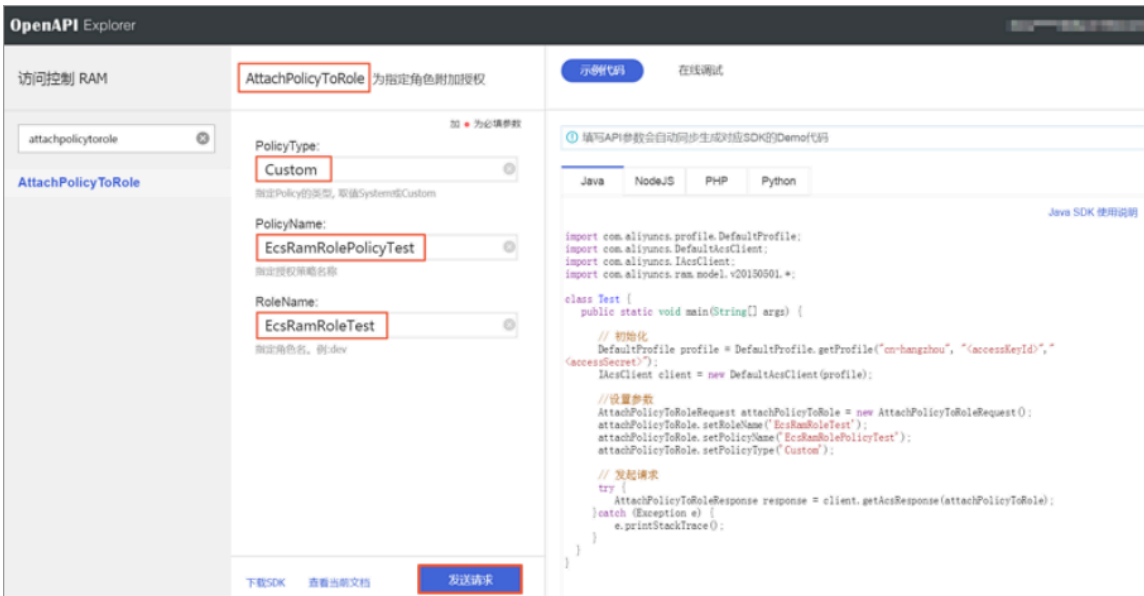 OpenAPI Explorer
访问控制 RAM
attachpolicytorole
AttachPolicyToRole
AttachPolicyToRole 为指定角色附加授权
加 * 为必填参数
PolicyType:
Custom
指定Policy的类型, 取值System或Custom
PolicyName:
EcsRamRolePolicyTest
指定授权策略名称
RoleName:
EcsRamRoleTest
指定角色名。例:dev
下载SDK 查看当前文档 发送请求
示例代码 在线调试
填写API参数会自动同步生成对应SDK的Demo代码
Java NodeJS PHP Python
Java SDK 使用说明
import com.aliyuncs.profile.DefaultProfile;
import com.aliyuncs.DefaultAcsClient;
import com.aliyuncs.IAcsClient;
import com.aliyuncs.ram.model.v20150501.*;
class Test {
public static void main(String[] args) {
// 初始化
DefaultProfile profile = DefaultProfile.getProfile("cn-hangzhou", "<accessKeyId>","
<accessSecret>");
IAcsClient client = new DefaultAcsClient(profile);
//设置参数
AttachPolicyToRoleRequest attachPolicyToRole = new AttachPolicyToRoleRequest();
attachPolicyToRole.setRoleName("EcsRamRoleTest");
attachPolicyToRole.setPolicyName("EcsRamRolePolicyTest");
attachPolicyToRole.setPolicyType("Custom");
// 发起请求
try {
AttachPolicyToRoleResponse response = client.getAcsResponse(attachPolicyToRole);
}catch (Exception e) {
e.printStackTrace();
}
}
}